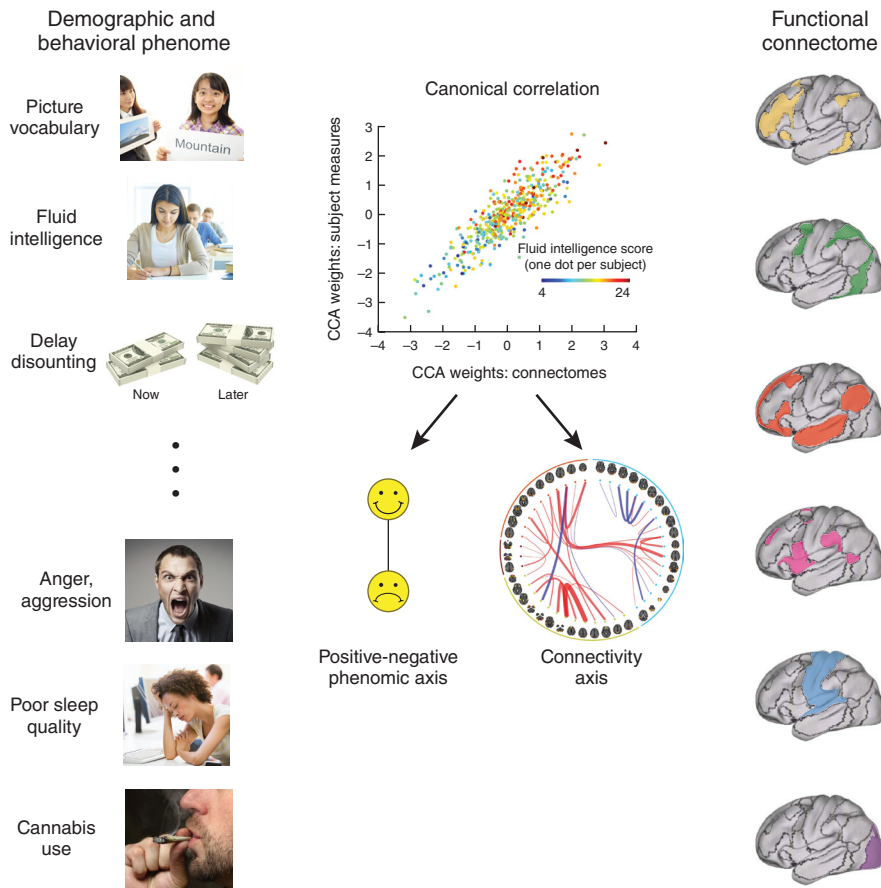 Demographic and
behavioral phenome
Functional
connectome
Picture
vocabulary
Mountain
Fluid
intelligence
Delay
disounting
Now
Later
Anger,
aggression
Poor sleep
quality
Cannabis
use
Canonical correlation
CCA weights: subject measures
3
2
1
0
–1
–2
–3
–4
–4
–3
–2
–1
0
1
2
3
4
Fluid intelligence score
(one dot per subject)
4
24
CCA weights: connectomes
Positive-negative
phenomic axis
Connectivity
axis